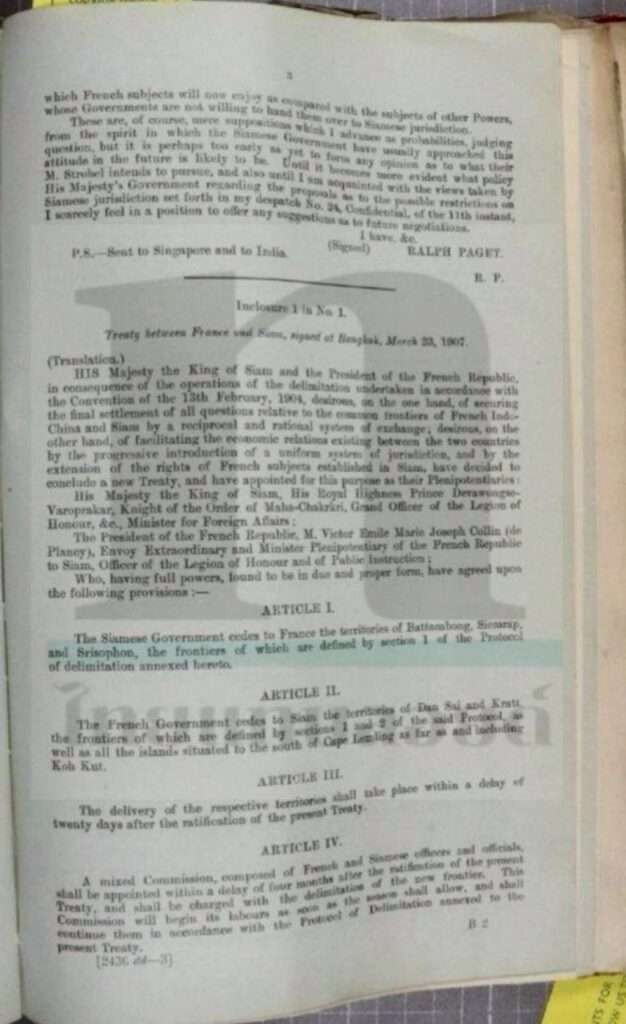 3
which French subjects will now enjoy as compared with the subjects of other Powers,
whose Governments are not willing to hand them over to Siamese jurisdiction.
These are, of course, mere suppositions which I advance as probabilities, judging
from the spirit in which the Siamese Government have usually approached this
question, but it is perhaps too early as yet to form any opinion as to what their
attitude in the future is likely to be. Until it becomes more evident what policy
M. Strobel intends to pursue, and also until I am acquainted with the views taken by
His Majesty's Government regarding the proposals as to the possible restrictions on
Siamese jurisdiction set forth in my despatch No. 24, Confidential, of the 11th instant,
I scarcely feel in a position to offer any suggestions as to future negotiations.
I have, &c.
(Signed) RALPH PAGET.
P.S.—Sent to Singapore and to India.
R. P.
Inclosure 1 in No. 1.
Treaty between France and Siam, signed at Bangkok, March 23, 1907.
(Translation.)
HIS Majesty the King of Siam and the President of the French Republic,
in consequence of the operations of the delimitation undertaken in accordance with
the Convention of the 13th February, 1904, desirous, on the one hand, of securing
the final settlement of all questions relative to the common frontiers of French Indo-
China and Siam by a reciprocal and rational system of exchange; desirous, on the
other hand, of facilitating the economic relations existing between the two countries
by the progressive introduction of a uniform system of jurisdiction, and by the
extension of the rights of French subjects established in Siam, have decided to
conclude a new Treaty, and have appointed for this purpose as their Plenipotentiaries:
His Majesty the King of Siam, His Royal Highness Prince Devawongse-
Varoprakar, Knight of the Order of Maha-Chakrari, Grand Officer of the Legion of
Honour, &c., Minister for Foreign Affairs;
The President of the French Republic, M. Victor Emile Marie Joseph Collin (de
Plancy), Envoy Extraordinary and Minister Plenipotentiary of the French Republic
to Siam, Officer of the Legion of Honour and of Public Instruction;
Who, having full powers, found to be in due and proper form, have agreed upon
the following provisions:—
ARTICLE I.
The Siamese Government cedes to France the territories of Battambong, Siemrap,
and Srisophon, the frontiers of which are defined by section 1 of the Protocol
of delimitation annexed hereto.
ARTICLE II.
The French Government cedes to Siam the territories of Dan Sai and Kratt,
the frontiers of which are defined by sections 1 and 2 of the said Protocol, as
well as all the islands situated to the south of Cape Lemling as far as and including
Koh Kut.
ARTICLE III.
The delivery of the respective territories shall take place within a delay of
twenty days after the ratification of the present Treaty.
ARTICLE IV.
A mixed Commission, composed of French and Siamese officers and officials,
shall be appointed within a delay of four months after the ratification of the present
Treaty, and shall be charged with the delimitation of the new frontier. This
Commission will begin its labours as soon as the season shall allow, and shall
continue them in accordance with the Protocol of Delimitation annexed to the
present Treaty.
[2436 dd—3]
B 2